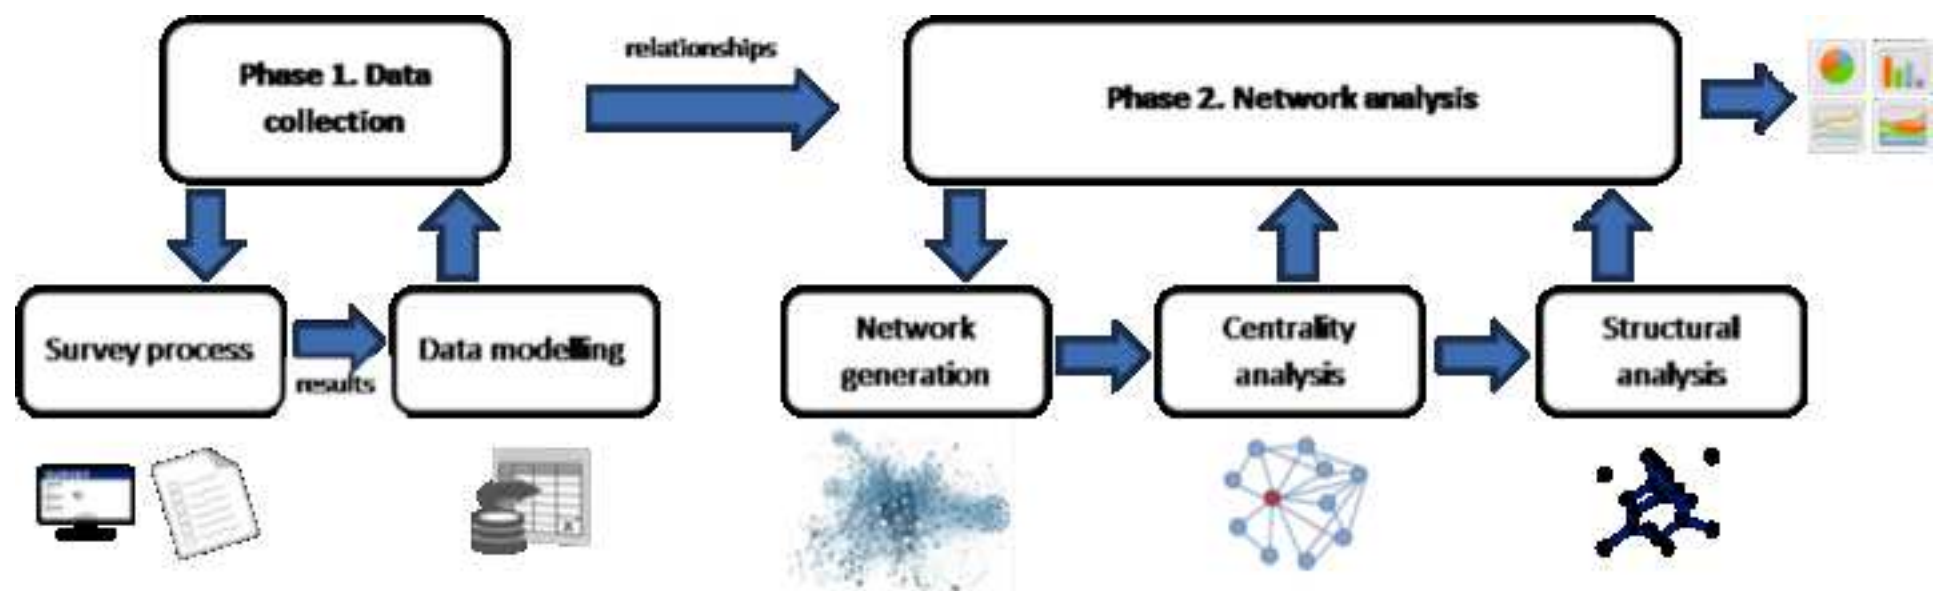 Phase 1. Data
collection
relationships
Phase 2. Network analysis
Survey process
results
Data modelling
Network
generation
Centrality
analysis
Structural
analysis